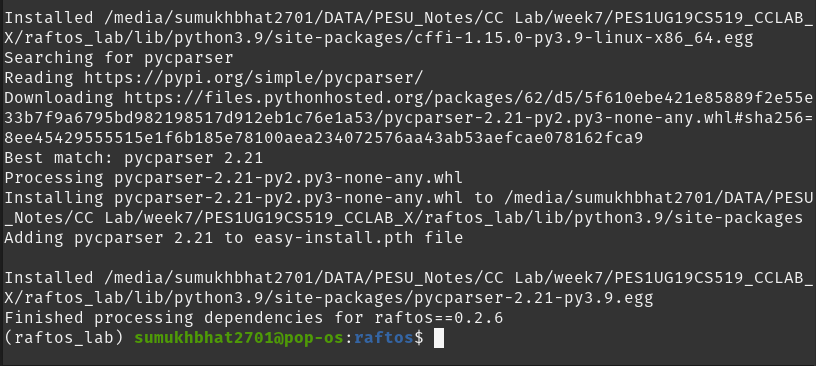 Installed /media/sumukhbhat2701/DATA/PESU_Notes/CC Lab/week7/PES1UG19CS519_CCLAB_
X/raftos_lab/lib/python3.9/site-packages/cffi-1.15.0-py3.9-linux-x86_64.egg
Searching for pycparser
Reading https://pypi.org/simple/pycparser/
Downloading https://files.pythonhosted.org/packages/62/d5/5f610ebe421e85889f2e55e
33b7f9a6795bd982198517d912eb1c76e1a53/pycparser-2.21-py2.py3-none-any.whl#sha256=
8ee45429555515e1f6b185e78100aea234072576aa43ab53aefcae078162fca9
Best match: pycparser 2.21
Processing pycparser-2.21-py2.py3-none-any.whl
Installing pycparser-2.21-py2.py3-none-any.whl to /media/sumukhbhat2701/DATA/PESU
_Notes/CC Lab/week7/PES1UG19CS519_CCLAB_X/raftos_lab/lib/python3.9/site-packages
Adding pycparser 2.21 to easy-install.pth file

Installed /media/sumukhbhat2701/DATA/PESU_Notes/CC Lab/week7/PES1UG19CS519_CCLAB_
X/raftos_lab/lib/python3.9/site-packages/pycparser-2.21-py3.9.egg
Finished processing dependencies for raftos==0.2.6
(raftos_lab) sumukhbhat2701@pop-os:raftos$